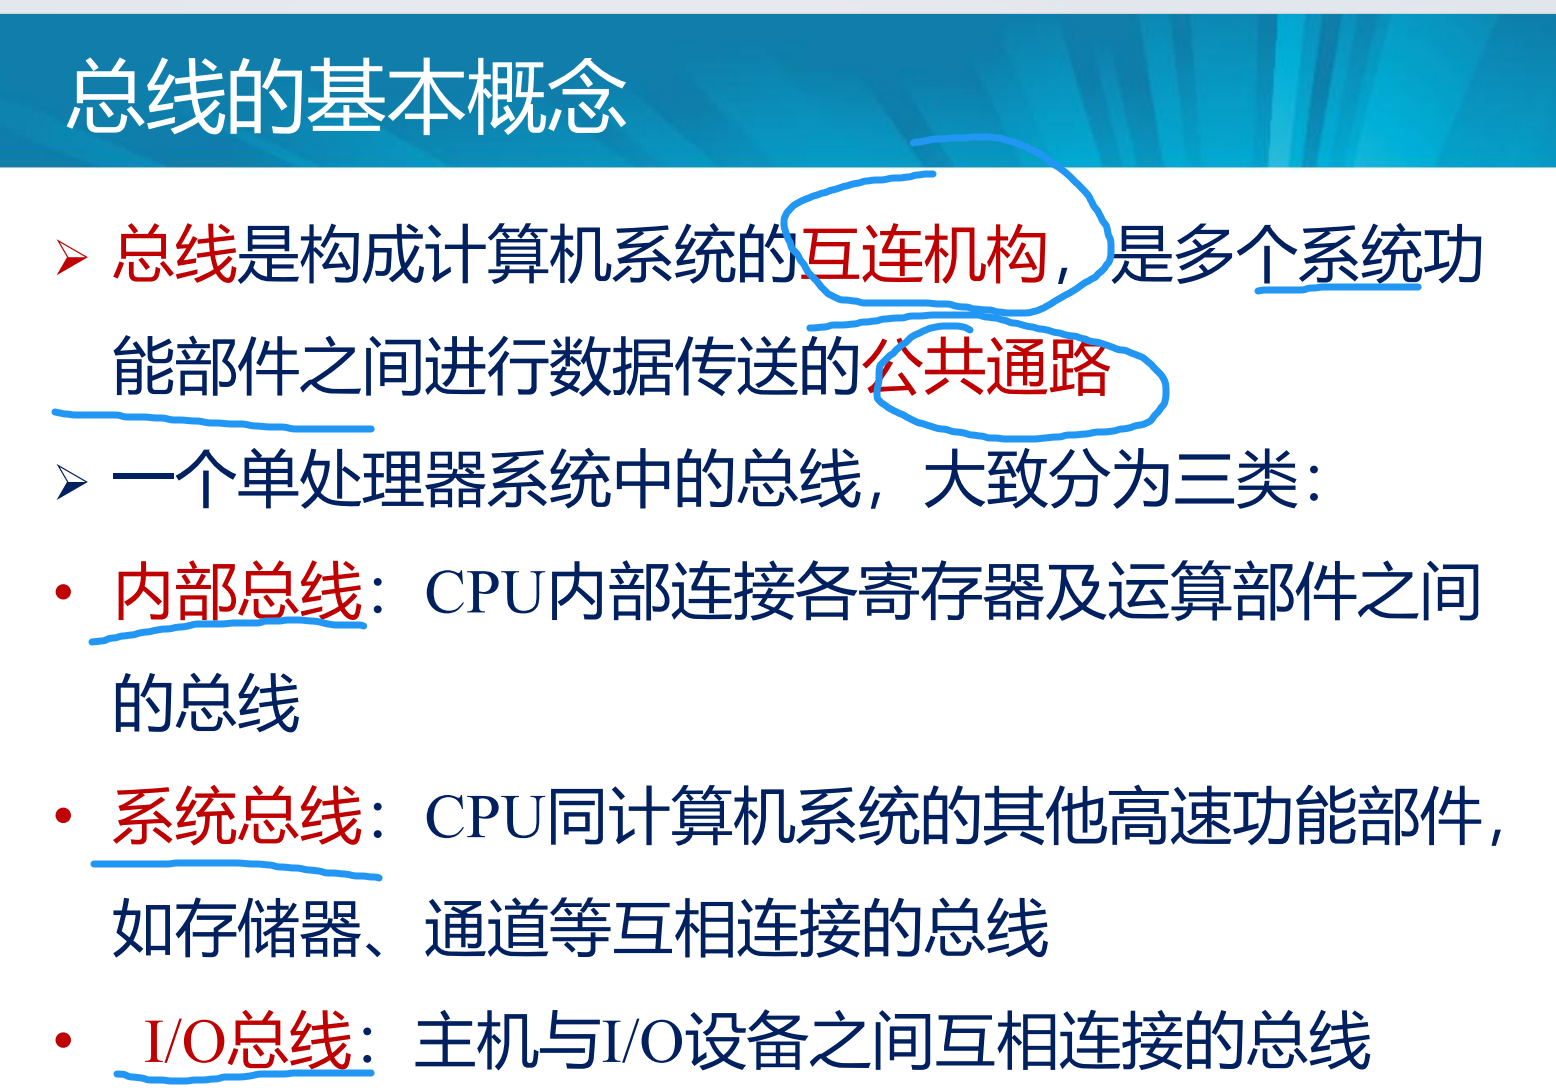 总线的基本概念
➢ 总线是构成计算机系统的互连机构，是多个系统功
能部件之间进行数据传送的公共通路
➢ 一个单处理器系统中的总线，大致分为三类：
• 内部总线：CPU内部连接各寄存器及运算部件之间
的总线
• 系统总线：CPU同计算机系统的其他高速功能部件，
如存储器、通道等互相连接的总线
• I/O总线：主机与I/O设备之间互相连接的总线